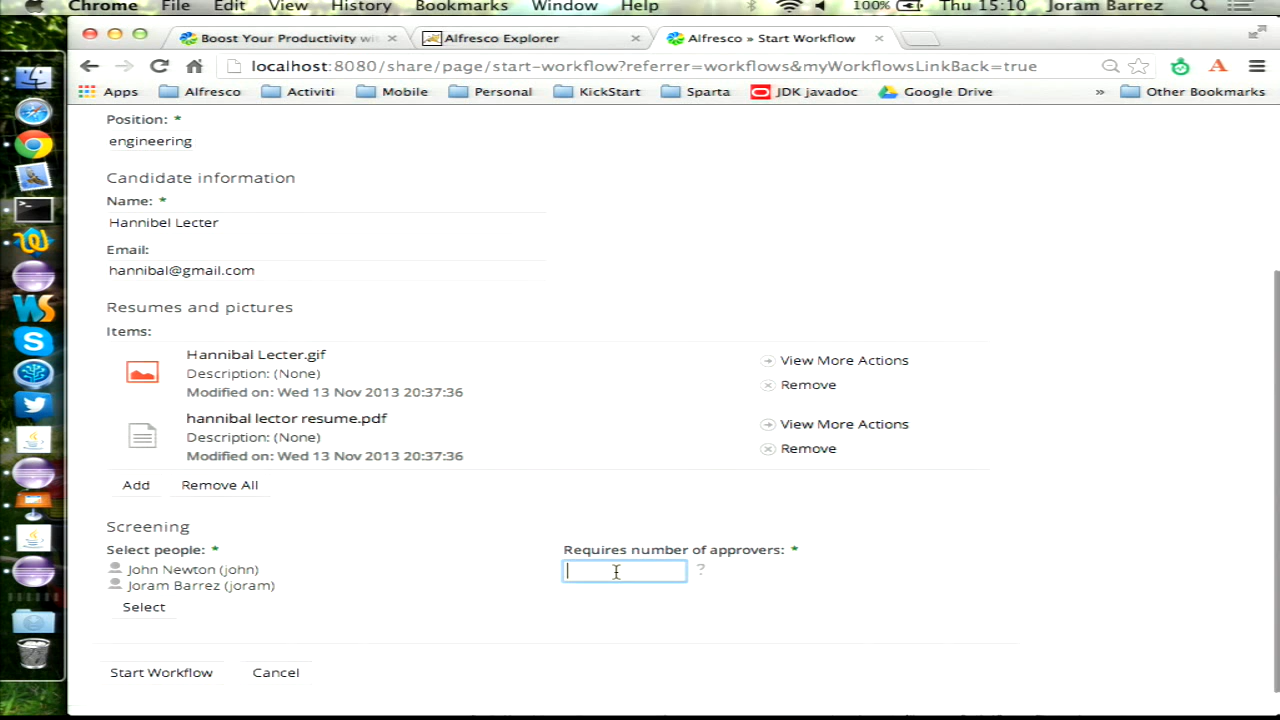 Chrome File Edit View History Bookmarks Window Help 100% Thu 15:10 Joram Barrez
Boost Your Productivity wi
Alfresco Explorer
Alfresco » Start Workflow
localhost:8080/share/page/start-workflow?referrer=workflows&myWorkflowsLinkBack=true
Apps Alfresco Activiti Mobile Personal KickStart Sparta JDK javadoc Google Drive » Other Bookmarks
Position: *
engineering
Candidate information
Name: *
Hannibel Lecter
Email:
hannibal@gmail.com
Resumes and pictures
Items:
Hannibal Lecter.gif
Description: (None)
Modified on: Wed 13 Nov 2013 20:37:36
View More Actions
Remove
hannibal lector resume.pdf
Description: (None)
Modified on: Wed 13 Nov 2013 20:37:36
View More Actions
Remove
Add Remove All
Screening
Select people: *
John Newton (john)
Joram Barrez (joram)
Select
Requires number of approvers: *
?
Start Workflow Cancel